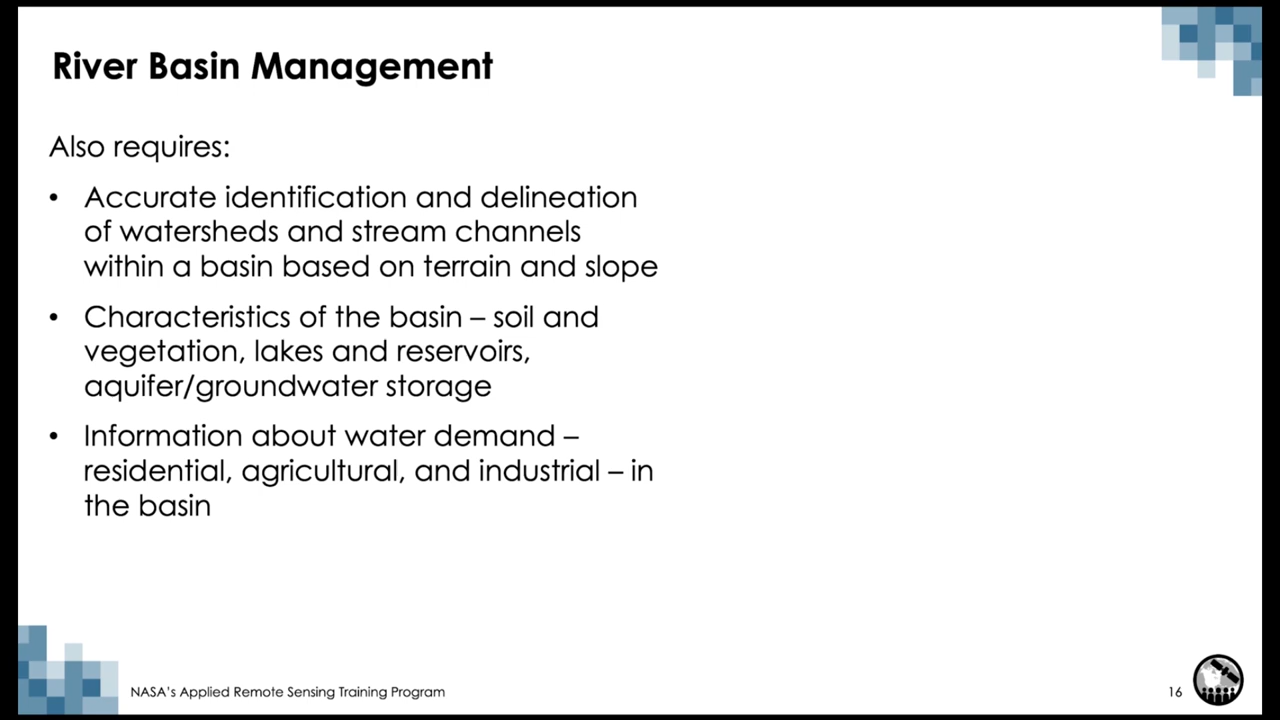 River Basin Management
Also requires:
• Accurate identification and delineation
of watersheds and stream channels
within a basin based on terrain and slope
• Characteristics of the basin – soil and
vegetation, lakes and reservoirs,
aquifer/groundwater storage
• Information about water demand –
residential, agricultural, and industrial – in
the basin
NASA's Applied Remote Sensing Training Program
16